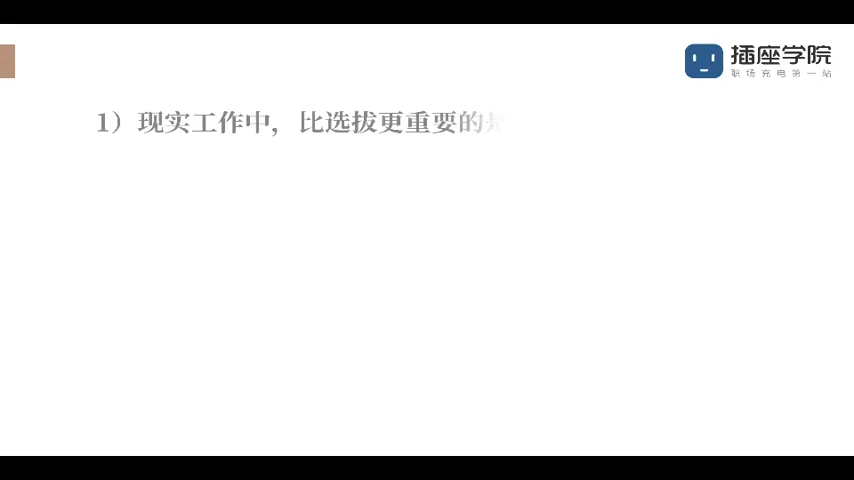 插座学院
职场充电第一站
1）现实工作中，比选拔更重要的